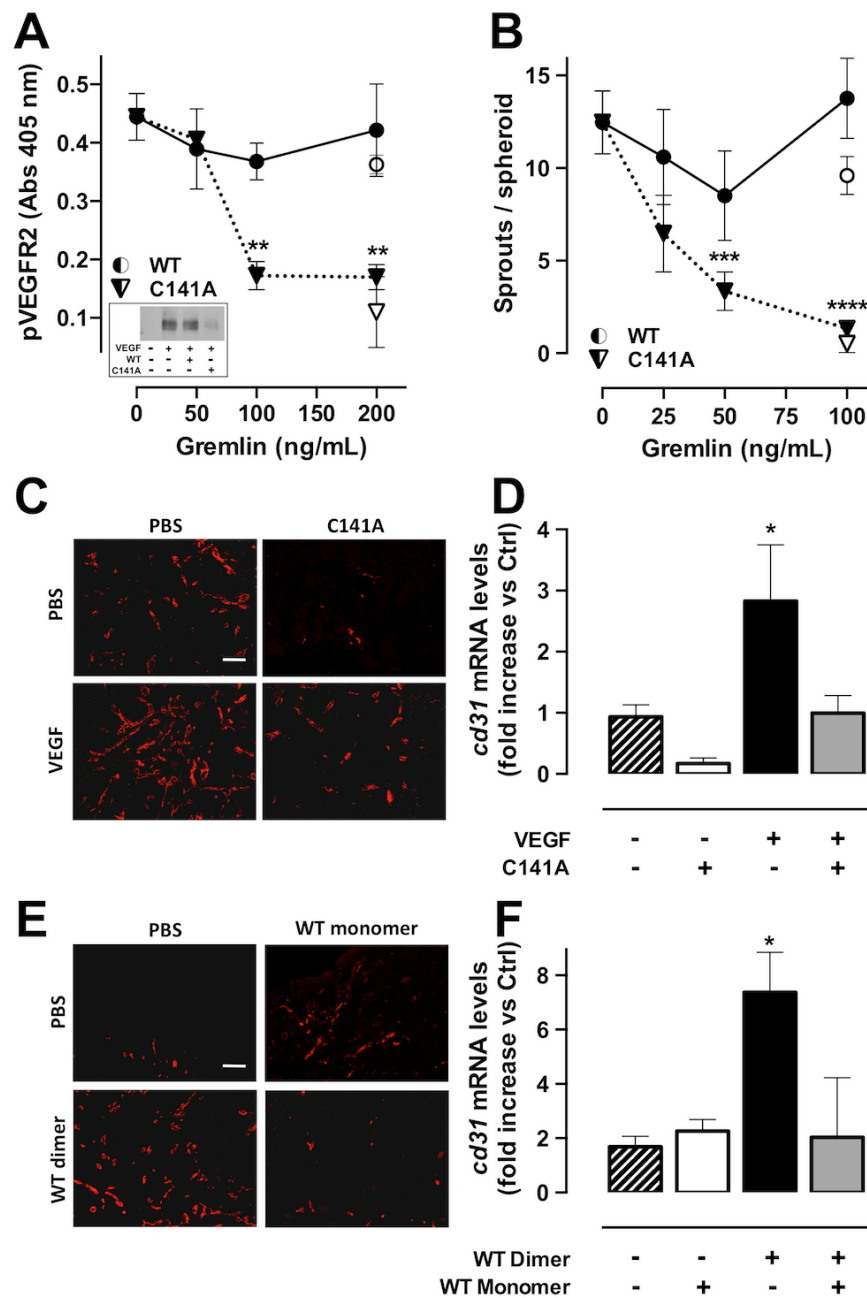 A
pVEGFR2 (Abs 405 nm)
0.5
0.4
0.3
0.2
0.1
** **
WT
C141A
VEGF - + + +
WT - - + -
C141A - - - +
0 50 100 150 200
Gremlin (ng/mL)
B
Sprouts / spheroid
15
10
5
0
***
****
WT
C141A
0 25 50 75 100
Gremlin (ng/mL)
C
PBS C141A
PBS
VEGF
D
cd31 mRNA levels
(fold increase vs Ctrl)
4
3
2
1
0
*
VEGF - - + +
C141A - + - +
E
PBS WT monomer
PBS
WT dimer
F
cd31 mRNA levels
(fold increase vs Ctrl)
8
6
4
2
0
*
WT Dimer - - + +
WT Monomer - + - +